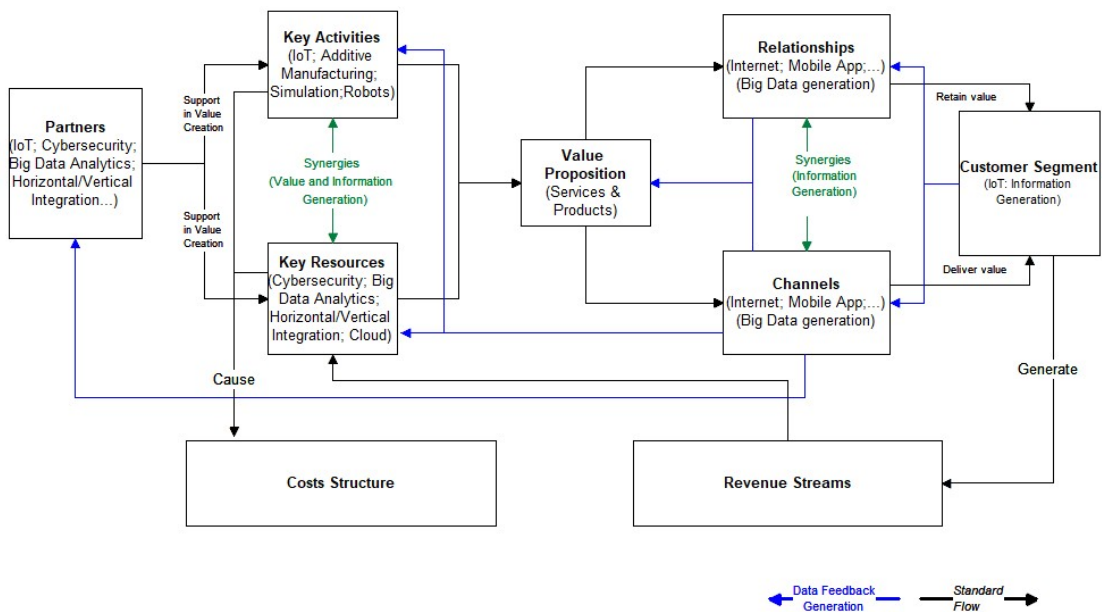 Key Activities
(IoT; Additive
Manufacturing;
Simulation;Robots)
Relationships
(Internet; Mobile App;...)
(Big Data generation)
Support
in Value
Creation
Retain value
Partners
(IoT; Cybersecurity;
Big Data Analytics;
Horizontal/Vertical
Integration...)
Synergies
(Value and Information
Generation)
Value
Proposition
(Services &
Products)
Synergies
(Information
Generation)
Customer Segment
(IoT: Information
Generation)
Support
in Value
Creation
Key Resources
(Cybersecurity; Big
Data Analytics;
Horizontal/Vertical
Integration; Cloud)
Channels
(Internet; Mobile App;...)
(Big Data generation)
Deliver value
Cause
Generate
Costs Structure
Revenue Streams
Data Feedback
Generation
Standard
Flow